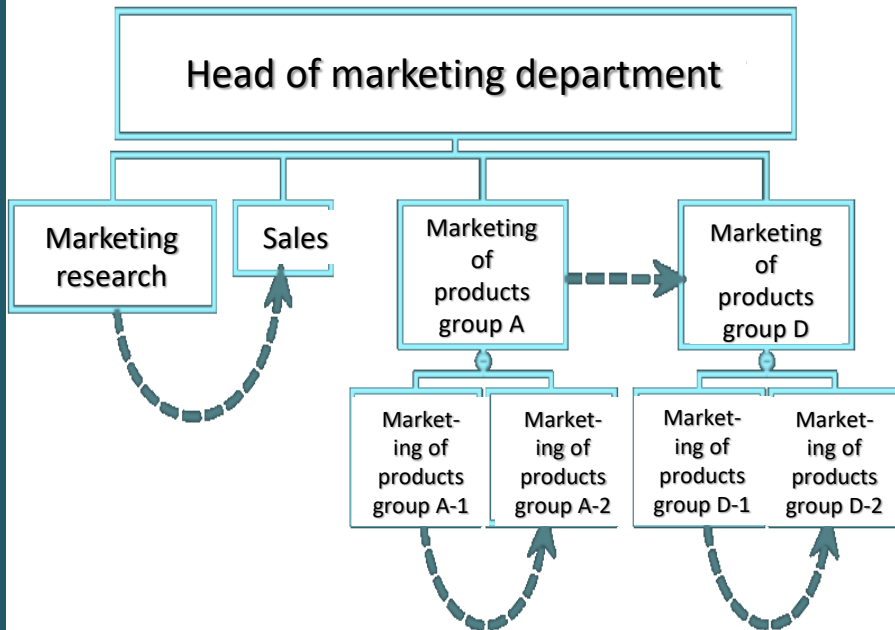 Head of marketing department
Marketing
research
Sales
Marketing
of
products
group A
Marketing
of
products
group D
Market-
ing of
products
group A-1
Market-
ing of
products
group A-2
Market-
ing of
products
group D-1
Market-
ing of
products
group D-2